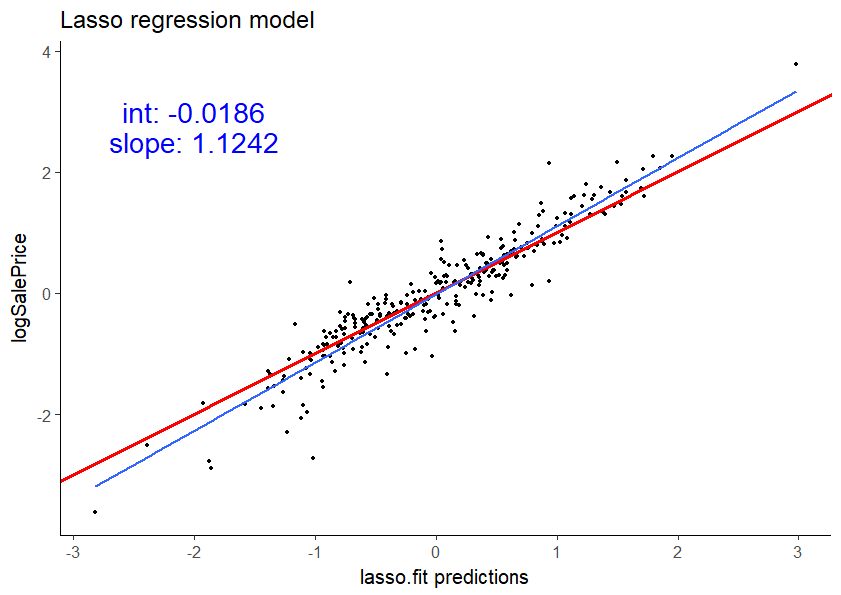 Lasso regression model
int: -0.0186
slope: 1.1242
logSalePrice
4
2
0
-2
-3
-2
-1
0
1
2
3
lasso.fit predictions